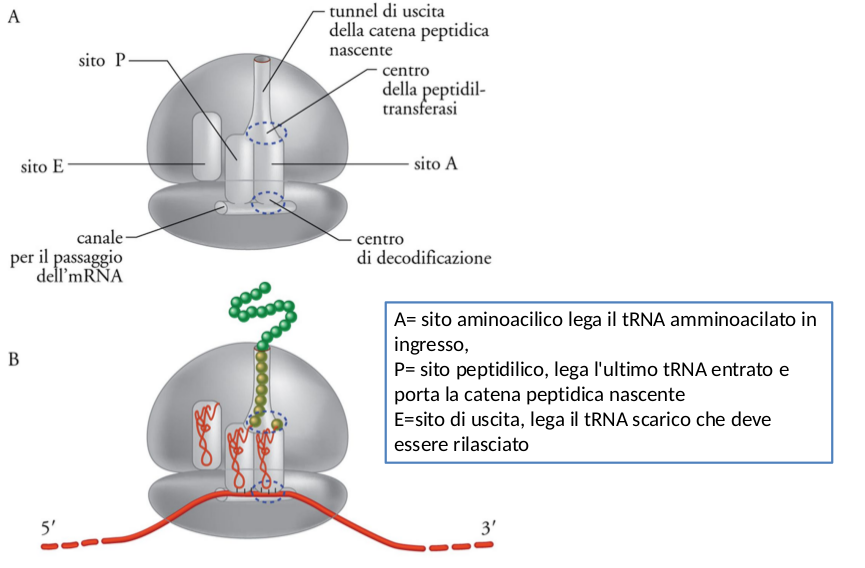 A
tunnel di uscita
della catena peptidica
nascente
sito P
centro
della peptidil-
transferasi
sito E
sito A
canale
per il passaggio
dell'mRNA
centro
di decodificazione
B
A= sito aminoacilico lega il tRNA amminoacilato in
ingresso,
P= sito peptidilico, lega l'ultimo tRNA entrato e
porta la catena peptidica nascente
E=sito di uscita, lega il tRNA scarico che deve
essere rilasciato
5′
3′